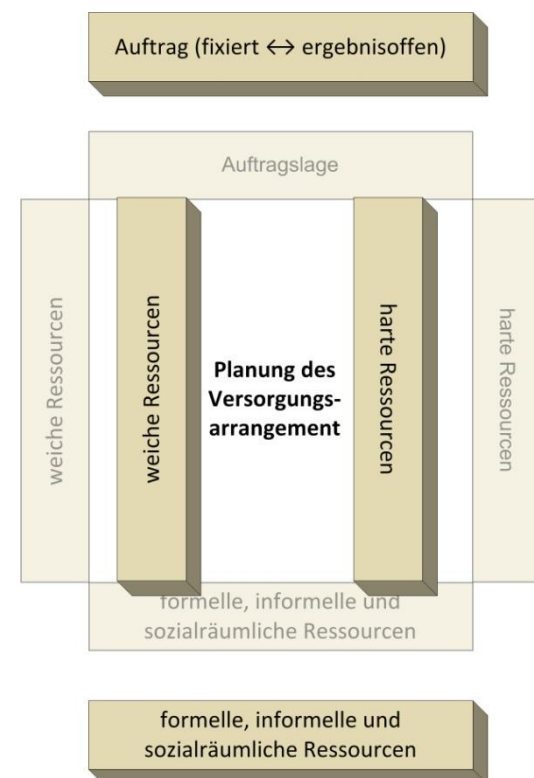 Auftrag (fixiert ↔ ergebnisoffen)
Auftragslage
weiche Ressourcen
weiche Ressourcen
Planung des
Versorgungs-
arrangement
harte Ressourcen
harte Ressourcen
formelle, informelle und
sozialräumliche Ressourcen
formelle, informelle und
sozialräumliche Ressourcen